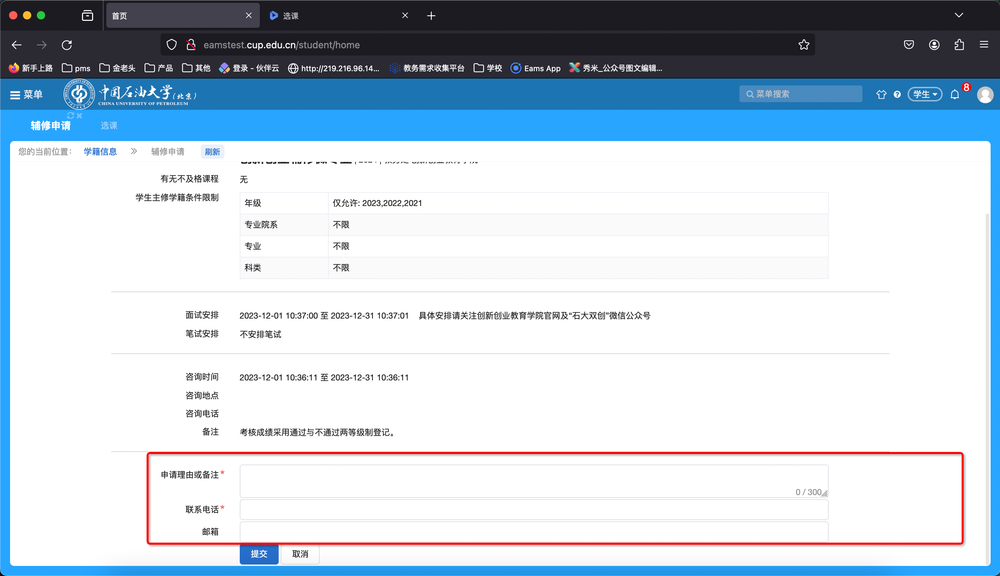 首页
选课
eamstest.cup.edu.cn/student/home
新手上路 pms 金老头 产品 其他 登录 - 伙伴云 http://219.216.96.14... 教务需求收集平台 学校 Eams App 秀米_公众号图文编辑...
菜单
中国石油大学(北京)
CHINA UNIVERSITY OF PETROLEUM
菜单搜索
学生
8
辅修申请 选课
您的当前位置： 学籍信息 >> 辅修申请 刷新
有无不及格课程 无
学生主修学籍条件限制
年级 仅允许: 2023,2022,2021
专业院系 不限
专业 不限
科类 不限
面试安排 2023-12-01 10:37:00 至 2023-12-31 10:37:01 具体安排请关注创新创业教育学院官网及“石大双创”微信公众号
笔试安排 不安排笔试
咨询时间 2023-12-01 10:36:11 至 2023-12-31 10:36:11
咨询地点
咨询电话
备注 考核成绩采用通过与不通过两等级制登记。
申请理由或备注*
0 / 300
联系电话*
邮箱
提交 取消